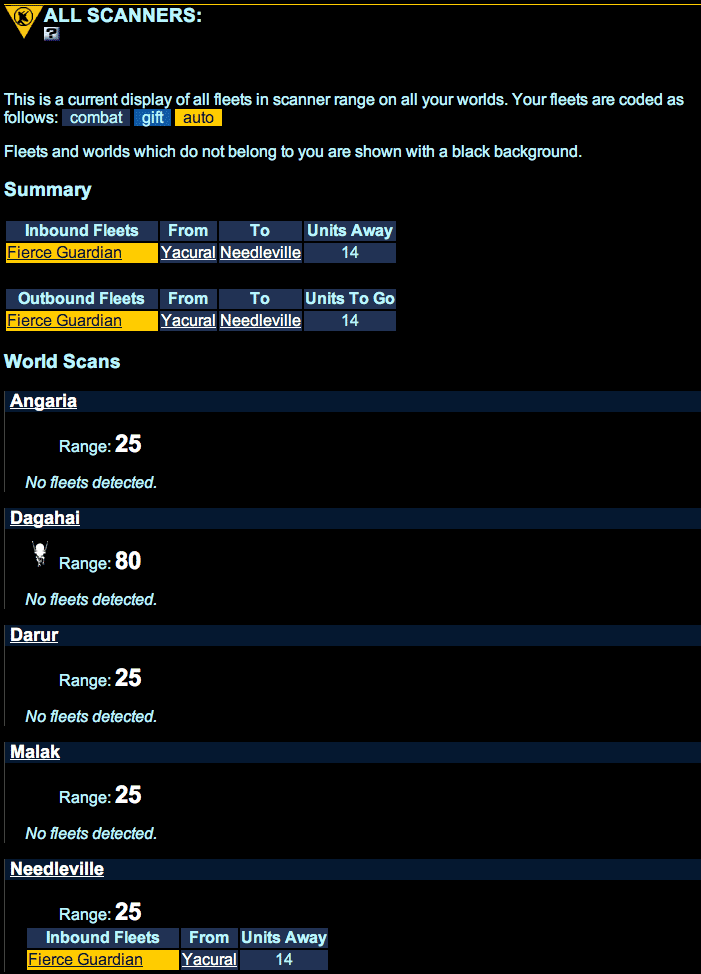 ALL SCANNERS:
?
This is a current display of all fleets in scanner range on all your worlds. Your fleets are coded as
follows: combat gift auto
Fleets and worlds which do not belong to you are shown with a black background.
Summary
Inbound Fleets From To Units Away
Fierce Guardian Yacural Needleville 14
Outbound Fleets From To Units To Go
Fierce Guardian Yacural Needleville 14
World Scans
Angaria
Range: 25
No fleets detected.
Dagahai
Range: 80
No fleets detected.
Darur
Range: 25
No fleets detected.
Malak
Range: 25
No fleets detected.
Needleville
Range: 25
Inbound Fleets From Units Away
Fierce Guardian Yacural 14